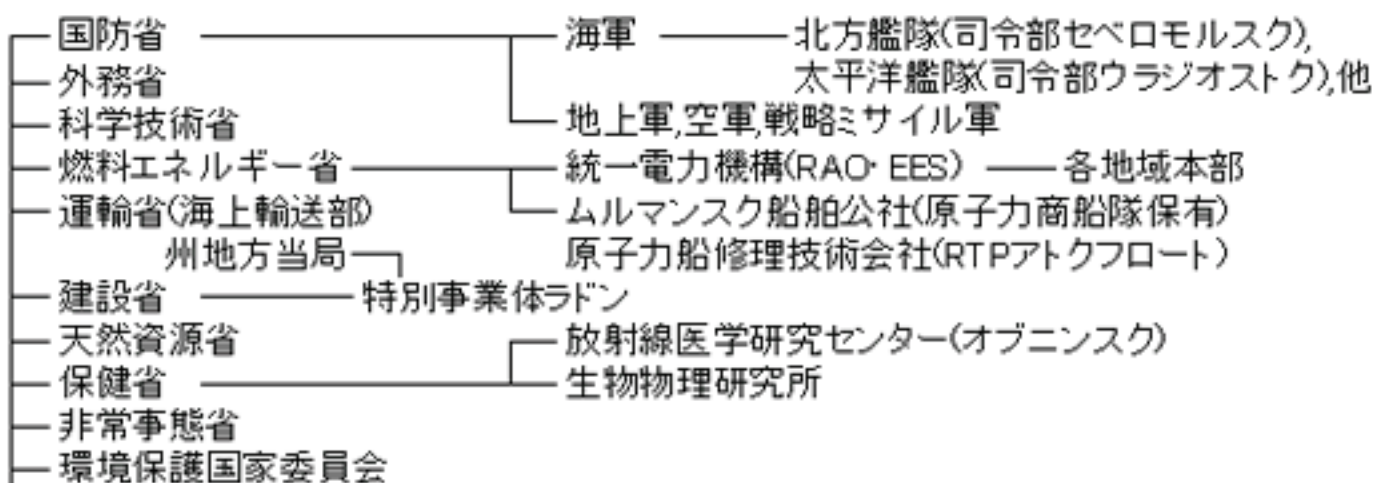 国防省 海軍 北方艦隊(司令部セベロモルスク),
外務省 太平洋艦隊(司令部ウラジオストク),他
科学技術省 地上軍,空軍,戦略ミサイル軍
燃料エネルギー省 統一電力機構(RAO・EES) 各地域本部
運輸省(海上輸送部) ムルマンスク船舶公社(原子力商船隊保有)
州地方当局 原子力船修理技術会社(RTPアトクフロート)
建設省 特別事業体ラドン
天然資源省 放射線医学研究センター(オブニンスク)
保健省 生物物理研究所
非常事態省
環境保護国家委員会